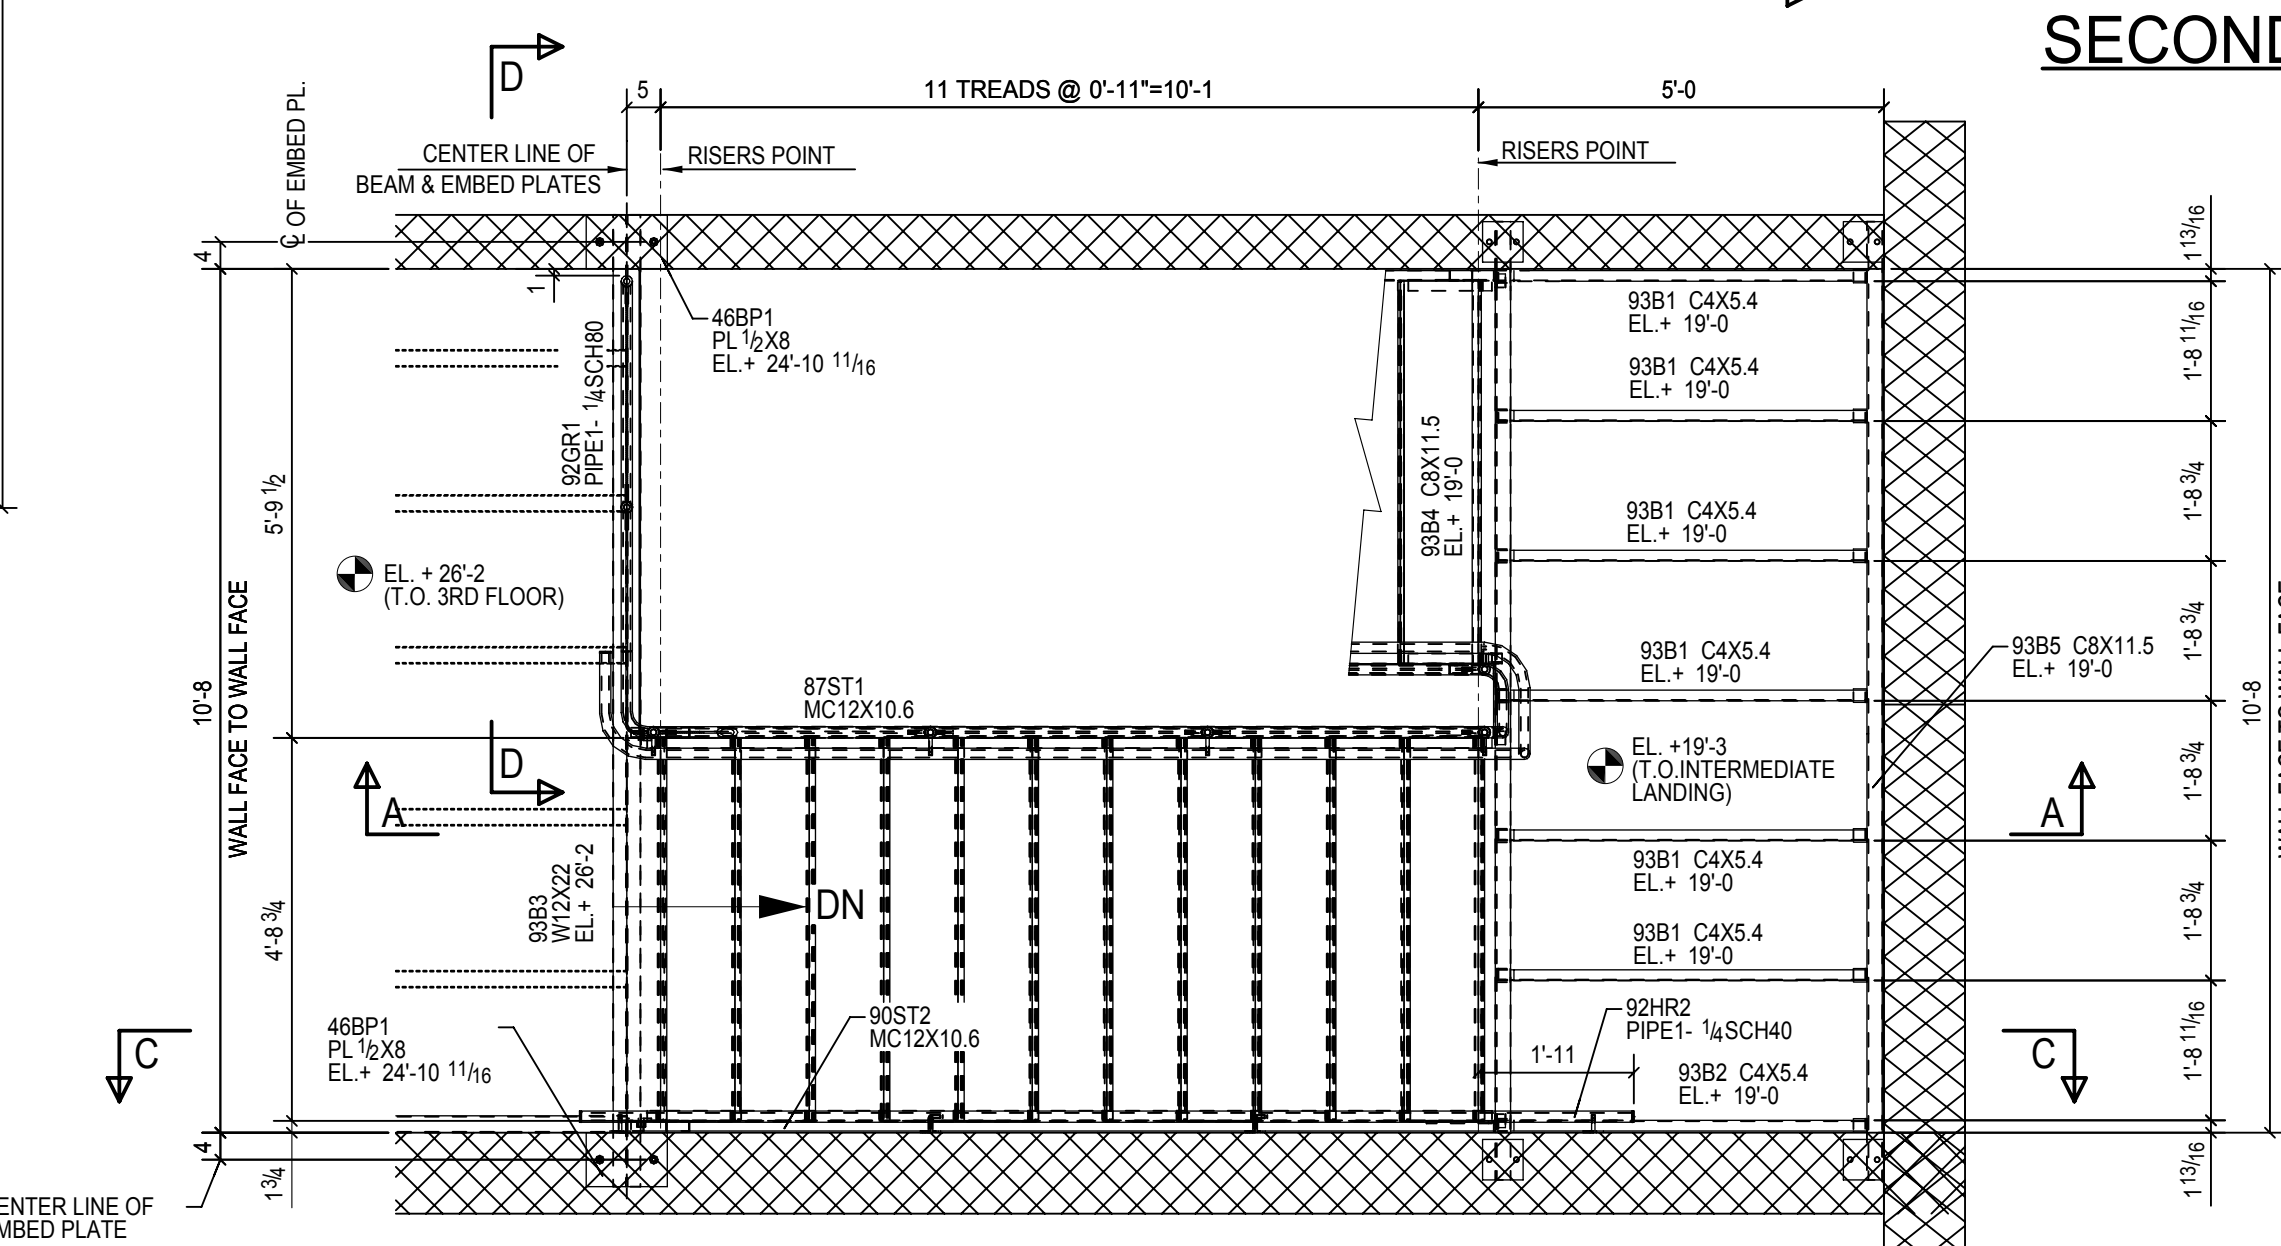 SECOND
D
5
11 TREADS @ 0'-11"=10'-1
5'-0
CENTER LINE OF
BEAM & EMBED PLATES
RISERS POINT
RISERS POINT
OF EMBED PL.
4
1
46BP1
PL 1/2X8
EL.+ 24'-10 11/16
92GR1
PIPE1- 1/4SCH80
5'-9 1/2
10'-8
WALL FACE TO WALL FACE
EL. + 26'-2
(T.O. 3RD FLOOR)
93B4 C8X11.5
EL.+ 19'-0
93B1 C4X5.4
EL.+ 19'-0
93B1 C4X5.4
EL.+ 19'-0
93B1 C4X5.4
EL.+ 19'-0
93B1 C4X5.4
EL.+ 19'-0
1 13/16
1'-8 11/16
1'-8 3/4
1'-8 3/4
93B5 C8X11.5
EL.+ 19'-0
10'-8
87ST1
MC12X10.6
D
A
EL. +19'-3
(T.O.INTERMEDIATE
LANDING)
A
1'-8 3/4
93B3
W12X22
EL.+ 26'-2
DN
4'-8 3/4
93B1 C4X5.4
EL.+ 19'-0
93B1 C4X5.4
EL.+ 19'-0
1'-8 3/4
46BP1
PL 1/2X8
EL.+ 24'-10 11/16
90ST2
MC12X10.6
92HR2
PIPE1- 1/4SCH40
1'-11
93B2 C4X5.4
EL.+ 19'-0
C
C
1'-8 11/16
4
1 3/4
1 13/16
ENTER LINE OF
MBED PLATE